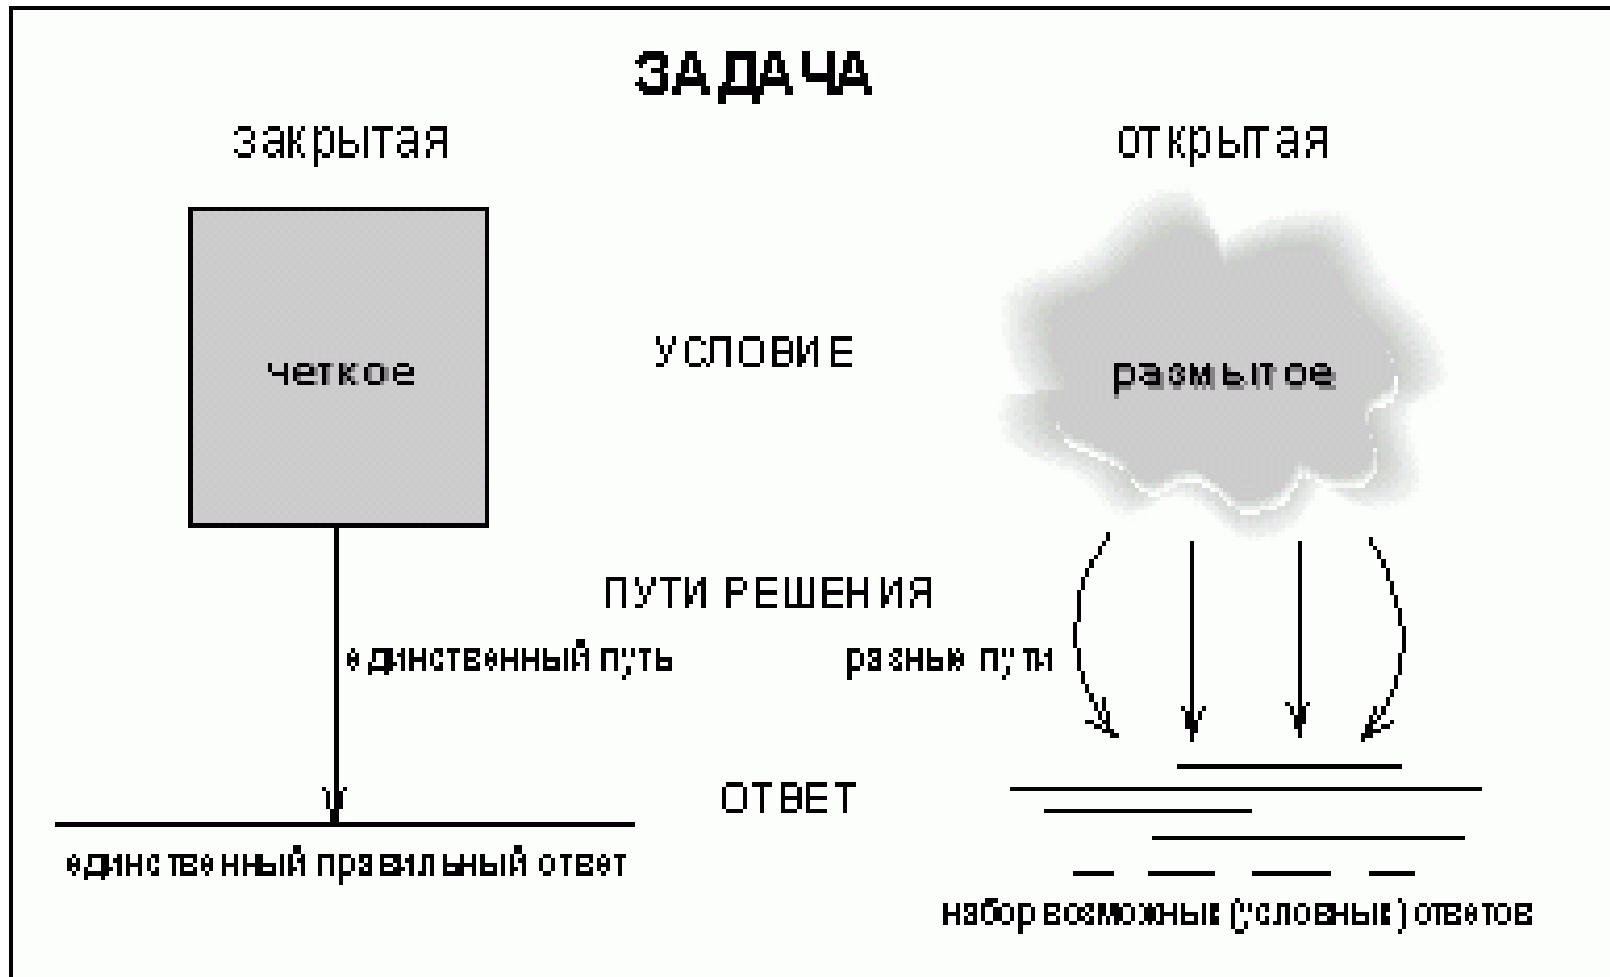 ЗАДАЧА
закрытая
открытая
четкое
УСЛОВИЕ
размытое
ПУТИ РЕШЕНИЯ
единственный путь
разные пути
ОТВЕТ
единственный правильный ответ
набор возможных (условных) ответов